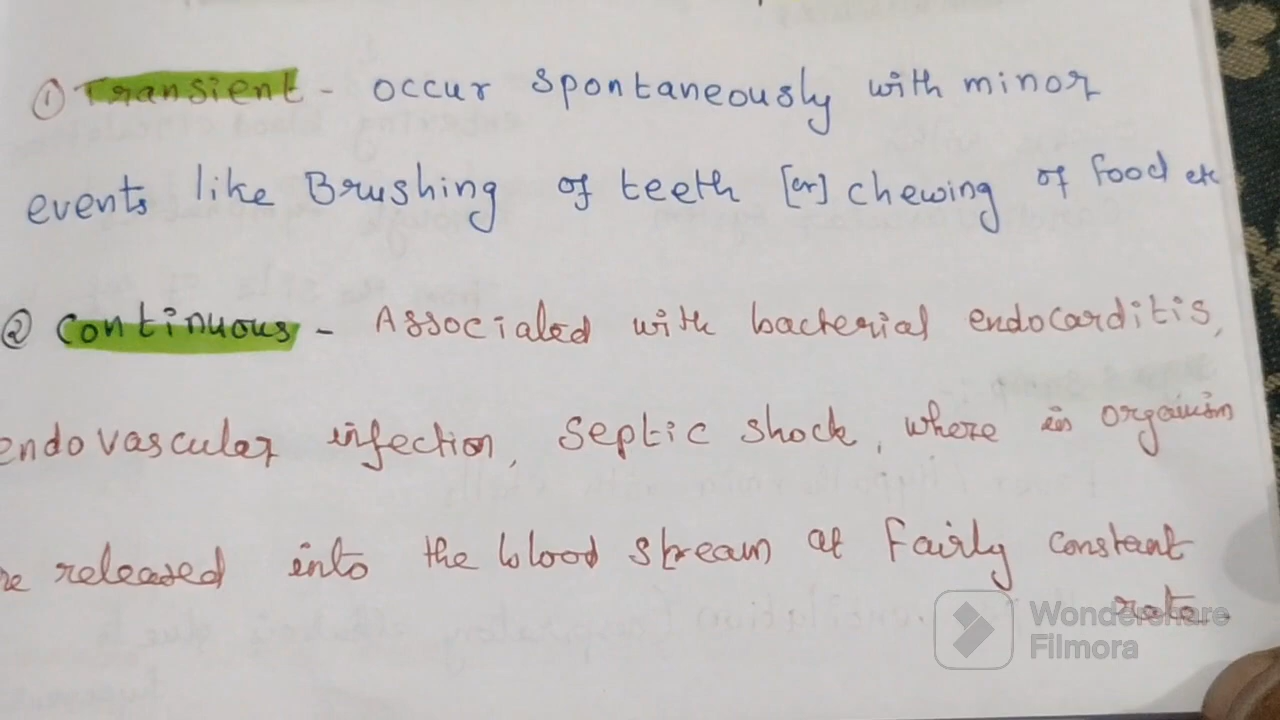 ① Transient - occur spontaneously with minor
events like Brushing of teeth [or] chewing of food etc
② Continuous - Associated with bacterial endocarditis,
endovascular infection, septic shock, where in
released into the blood stream at Fairly constant
rate.
Wondershare
Filmora